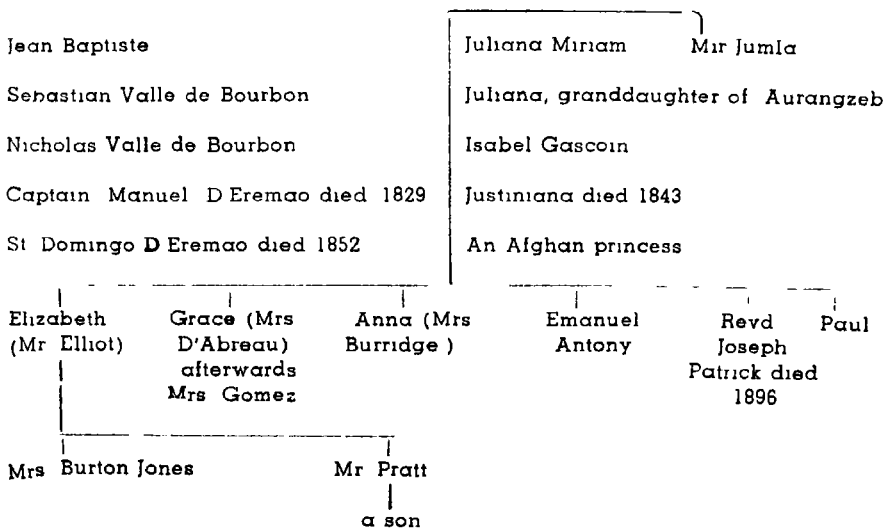 Jean Baptiste Juliana Miriam Mir Jumla
Sebastian Valle de Bourbon Juliana, granddaughter of Aurangzeb
Nicholas Valle de Bourbon Isabel Gascoin
Captain Manuel D Eremao died 1829 Justiniana died 1843
St Domingo D Eremao died 1852 An Afghan princess
Elizabeth Grace (Mrs Anna (Mrs Emanuel Revd Paul
(Mr Elliot) D'Abreau) Burridge ) Antony Joseph
afterwards Patrick died
Mrs Gomez 1896
Mrs Burton Jones Mr Pratt
a son